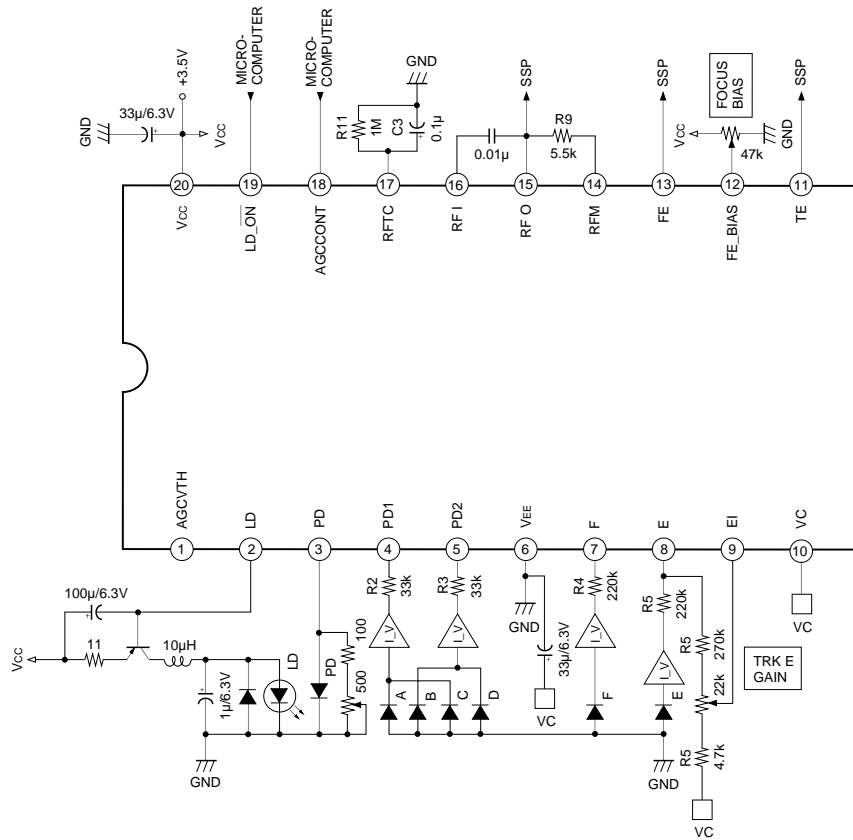 GND
33µ/6.3V
+3.5V
VCC
MICRO-
COMPUTER
MICRO-
COMPUTER
GND
R11
1M
C3
0.1µ
0.01µ
SSP
R9
5.5k
SSP
FOCUS
BIAS
VCC
GND
47k
SSP
20
19
18
17
16
15
14
13
12
11
VCC
LD_ON
AGCCONT
RFTC
RF I
RF O
RFM
FE
FE_BIAS
TE
AGCVTH
LD
PD
PD1
PD2
VEE
F
E
EI
VC
1
2
3
4
5
6
7
8
9
10
100µ/6.3V
VCC
11
10µH
1µ/6.3V
LD
GND
PD
100
500
R2
33k
I_V
R3
33k
I_V
A
B
C
D
GND
33µ/6.3V
VC
R4
220k
I_V
F
R5
220k
I_V
E
GND
R5
270k
22k
R5
4.7k
VC
TRK E
GAIN
VC